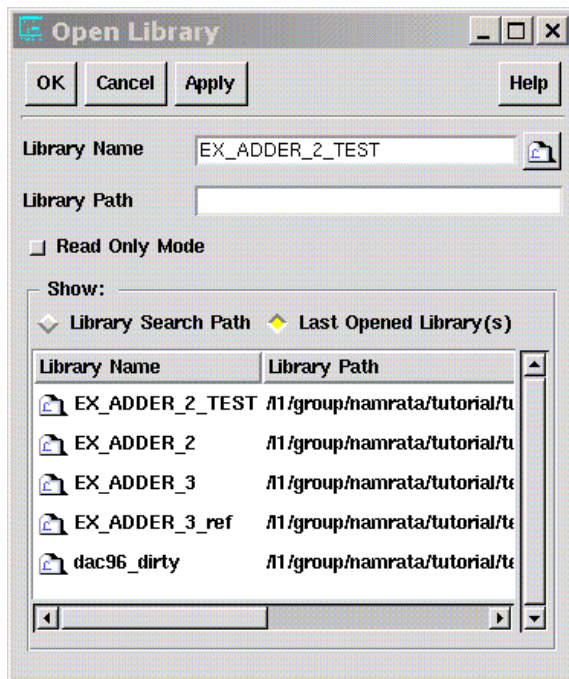 Open Library
OK Cancel Apply Help
Library Name EX_ADDER_2_TEST
Library Path
Read Only Mode
Show:
Library Search Path Last Opened Library(s)
Library Name Library Path
EX_ADDER_2_TEST /l1/group/namrata/tutorial/tu
EX_ADDER_2 /l1/group/namrata/tutorial/tu
EX_ADDER_3 /l1/group/namrata/tutorial/te
EX_ADDER_3_ref /l1/group/namrata/tutorial/te
dac96_dirty /l1/group/namrata/tutorial/te